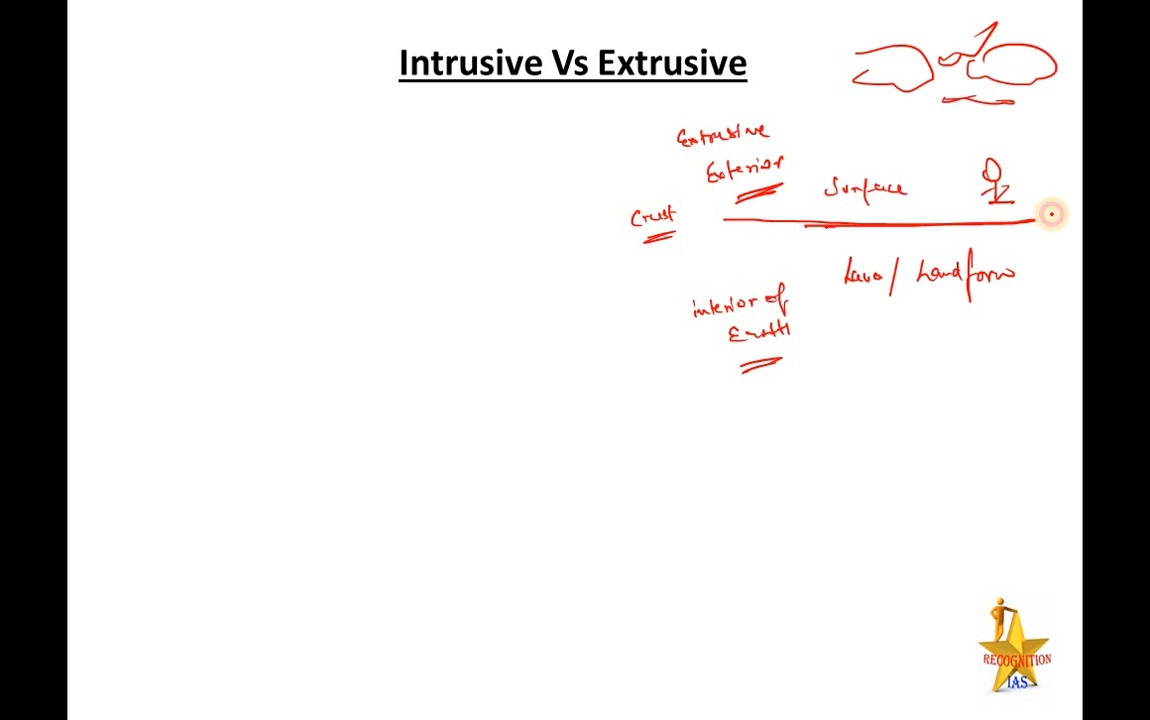 Intrusive Vs Extrusive
Extrusive
Exterior
Surface
Crust
Lava / Landform
interior of
Earth
RECOGNITION
IAS